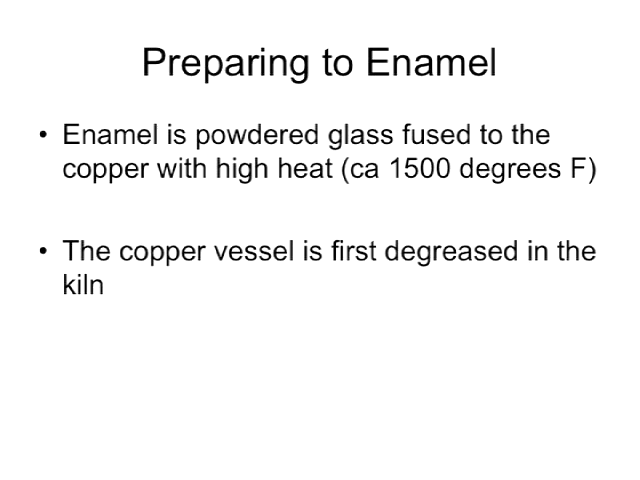 Preparing to Enamel
• Enamel is powdered glass fused to the
copper with high heat (ca 1500 degrees F)
• The copper vessel is first degreased in the
kiln